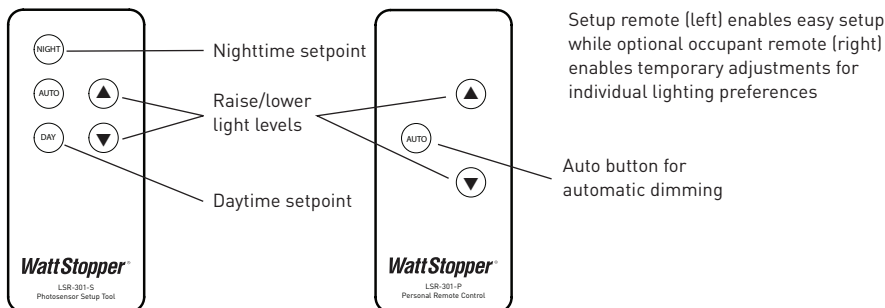 NIGHT
AUTO
DAY
WattStopper®
LSR-301-S
Photosensor Setup Tool
Nighttime setpoint
Raise/lower
light levels
Daytime setpoint
AUTO
WattStopper®
LSR-301-P
Personal Remote Control
Setup remote (left) enables easy setup
while optional occupant remote (right)
enables temporary adjustments for
individual lighting preferences
Auto button for
automatic dimming